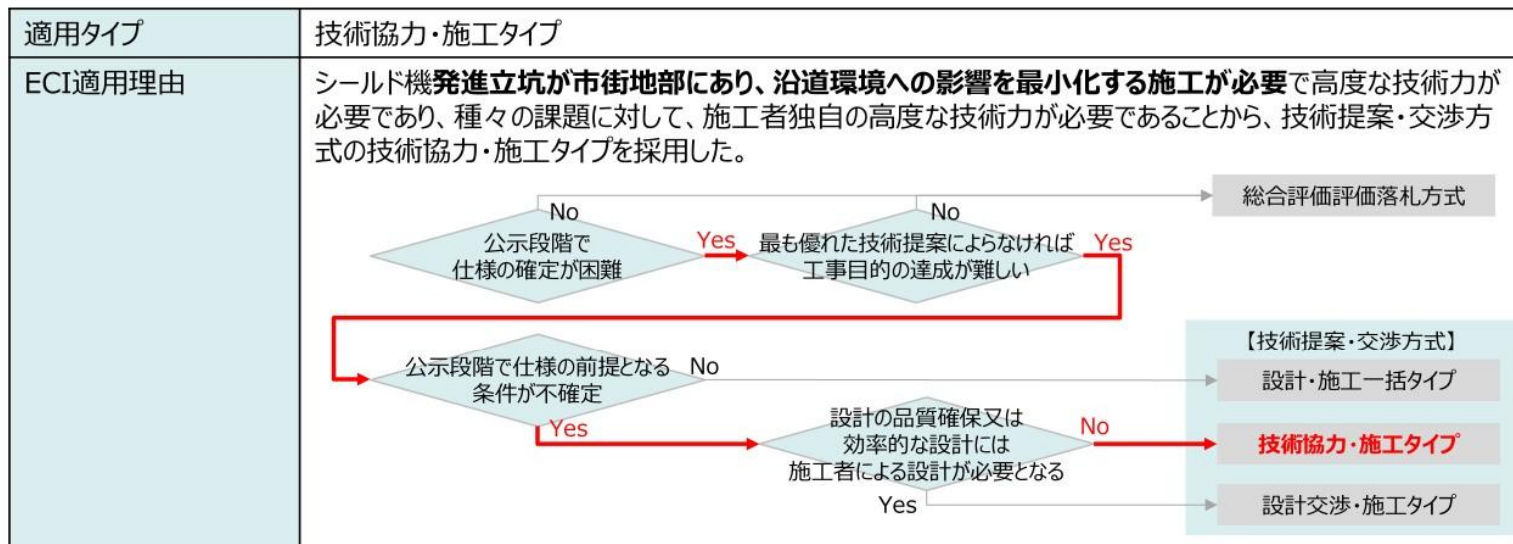 適用タイプ
技術協力・施工タイプ
ECI適用理由
シールド機発進立坑が市街地部にあり、沿道環境への影響を最小化する施工が必要で高度な技術力が
必要であり、種々の課題に対して、施工者独自の高度な技術力が必要であることから、技術提案・交渉方
式の技術協力・施工タイプを採用した。
総合評価評価落札方式
No
No
公示段階で
仕様の確定が困難
Yes
最も優れた技術提案によらなければ
工事目的の達成が難しい
Yes
【技術提案・交渉方式】
公示段階で仕様の前提となる
条件が不確定
No
設計・施工一括タイプ
Yes
設計の品質確保又は
効率的な設計には
施工者による設計が必要となる
No
技術協力・施工タイプ
Yes
設計交渉・施工タイプ